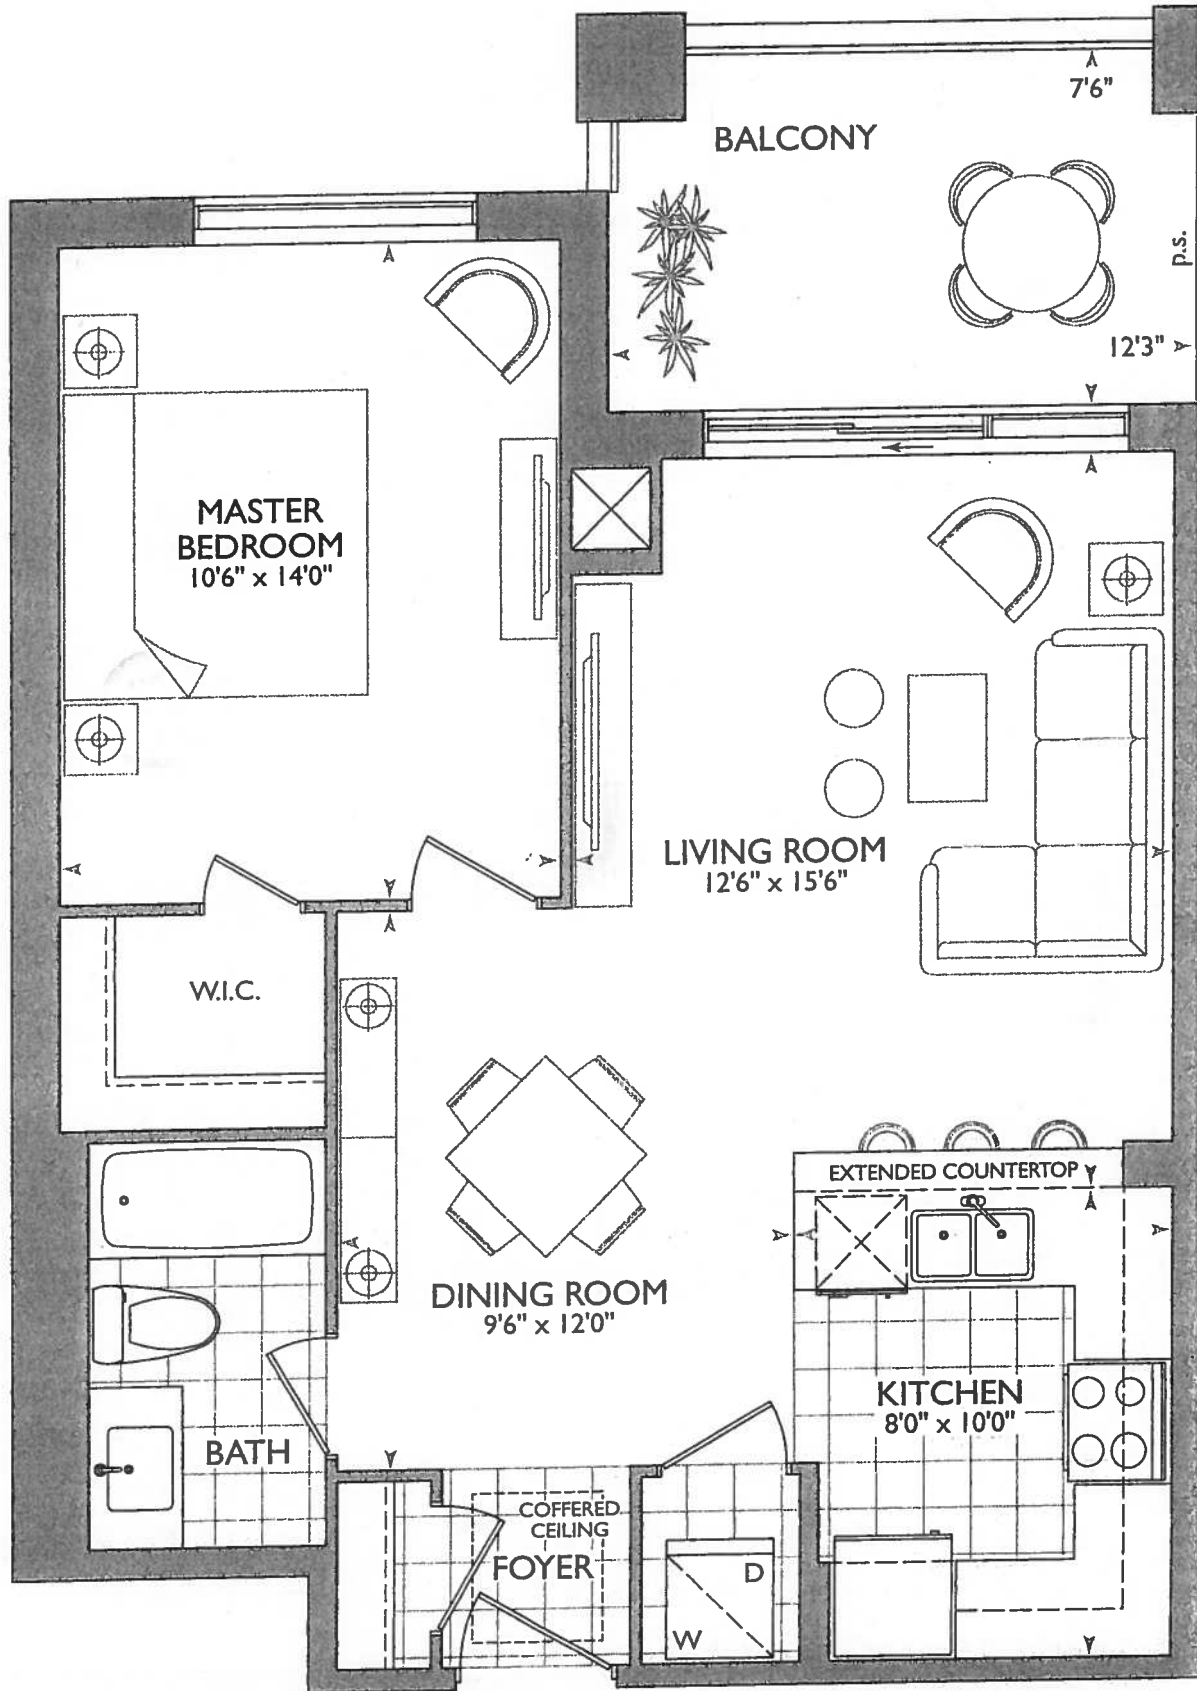 7'6"
BALCONY
p.s.
12'3"
MASTER
BEDROOM
10'6" x 14'0"
LIVING ROOM
12'6" x 15'6"
W.I.C.
EXTENDED COUNTERTOP
DINING ROOM
9'6" x 12'0"
KITCHEN
8'0" x 10'0"
BATH
COFFERED
CEILING
FOYER
D
W